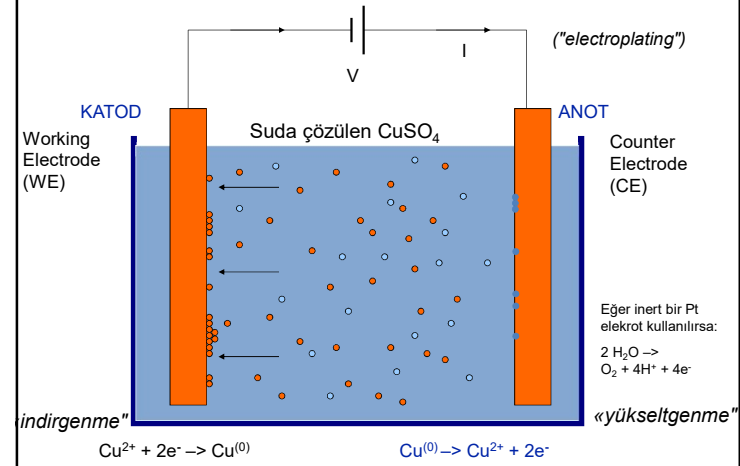 ("electroplating")
V
I
KATOD
ANOT
Working
Electrode
(WE)
Suda çözülen CuSO₄
Counter
Electrode
(CE)
Eğer inert bir Pt
elekrot kullanılırsa:
2 H₂O –>
O₂ + 4H⁺ + 4e⁻
indirgenme"
«yükseltgenme"
Cu²⁺ + 2e⁻ –> Cu⁽⁰⁾
Cu⁽⁰⁾ –> Cu²⁺ + 2e⁻